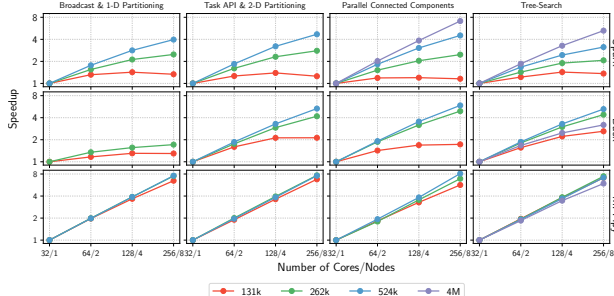 Broadcast & 1-D Partitioning
Task API & 2-D Partitioning
Parallel Connected Components
Tree-Search
8
4
2
1
8
4
2
1
8
4
2
1
Speedup
32/1 64/2 128/4 256/8
32/1 64/2 128/4 256/8
32/1 64/2 128/4 256/8
32/1 64/2 128/4 256/8
Number of Cores/Nodes
131k 262k 524k 4M